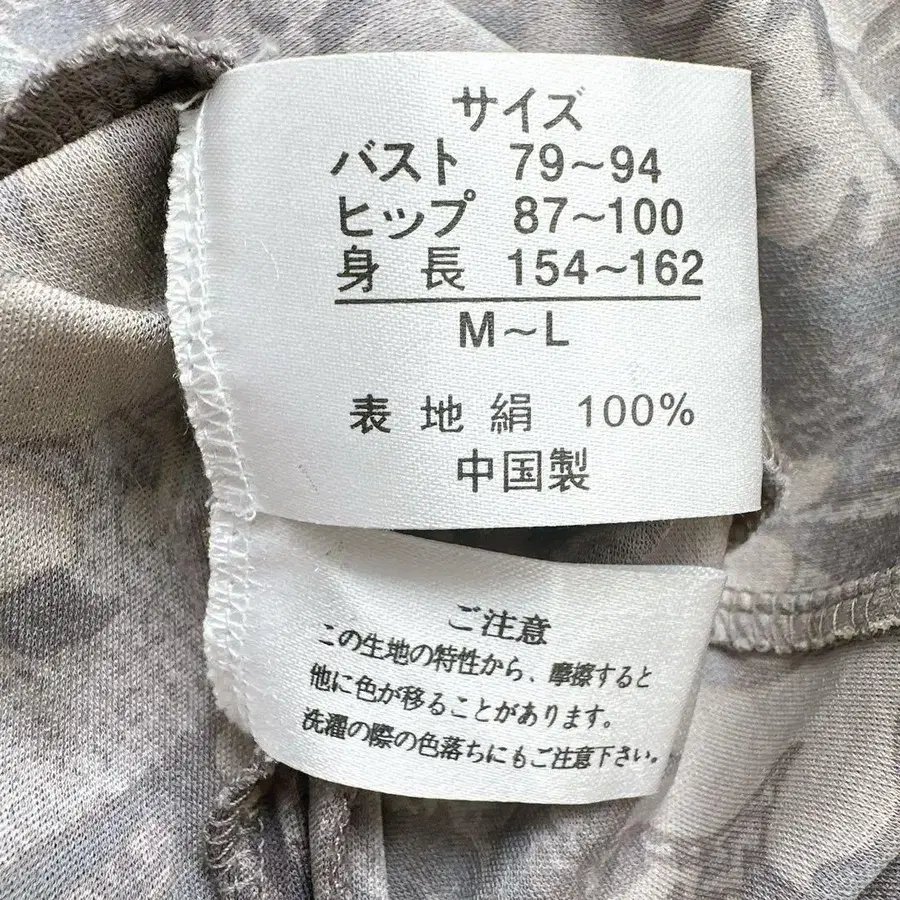 サイズ
バスト 79～94
ヒップ 87～100
身長 154～162
M～L
表地絹 100%
中国製
ご注意
この生地の特性から、摩擦すると
他に色が移ることがあります。
洗濯の際の色落ちにもご注意下さい。